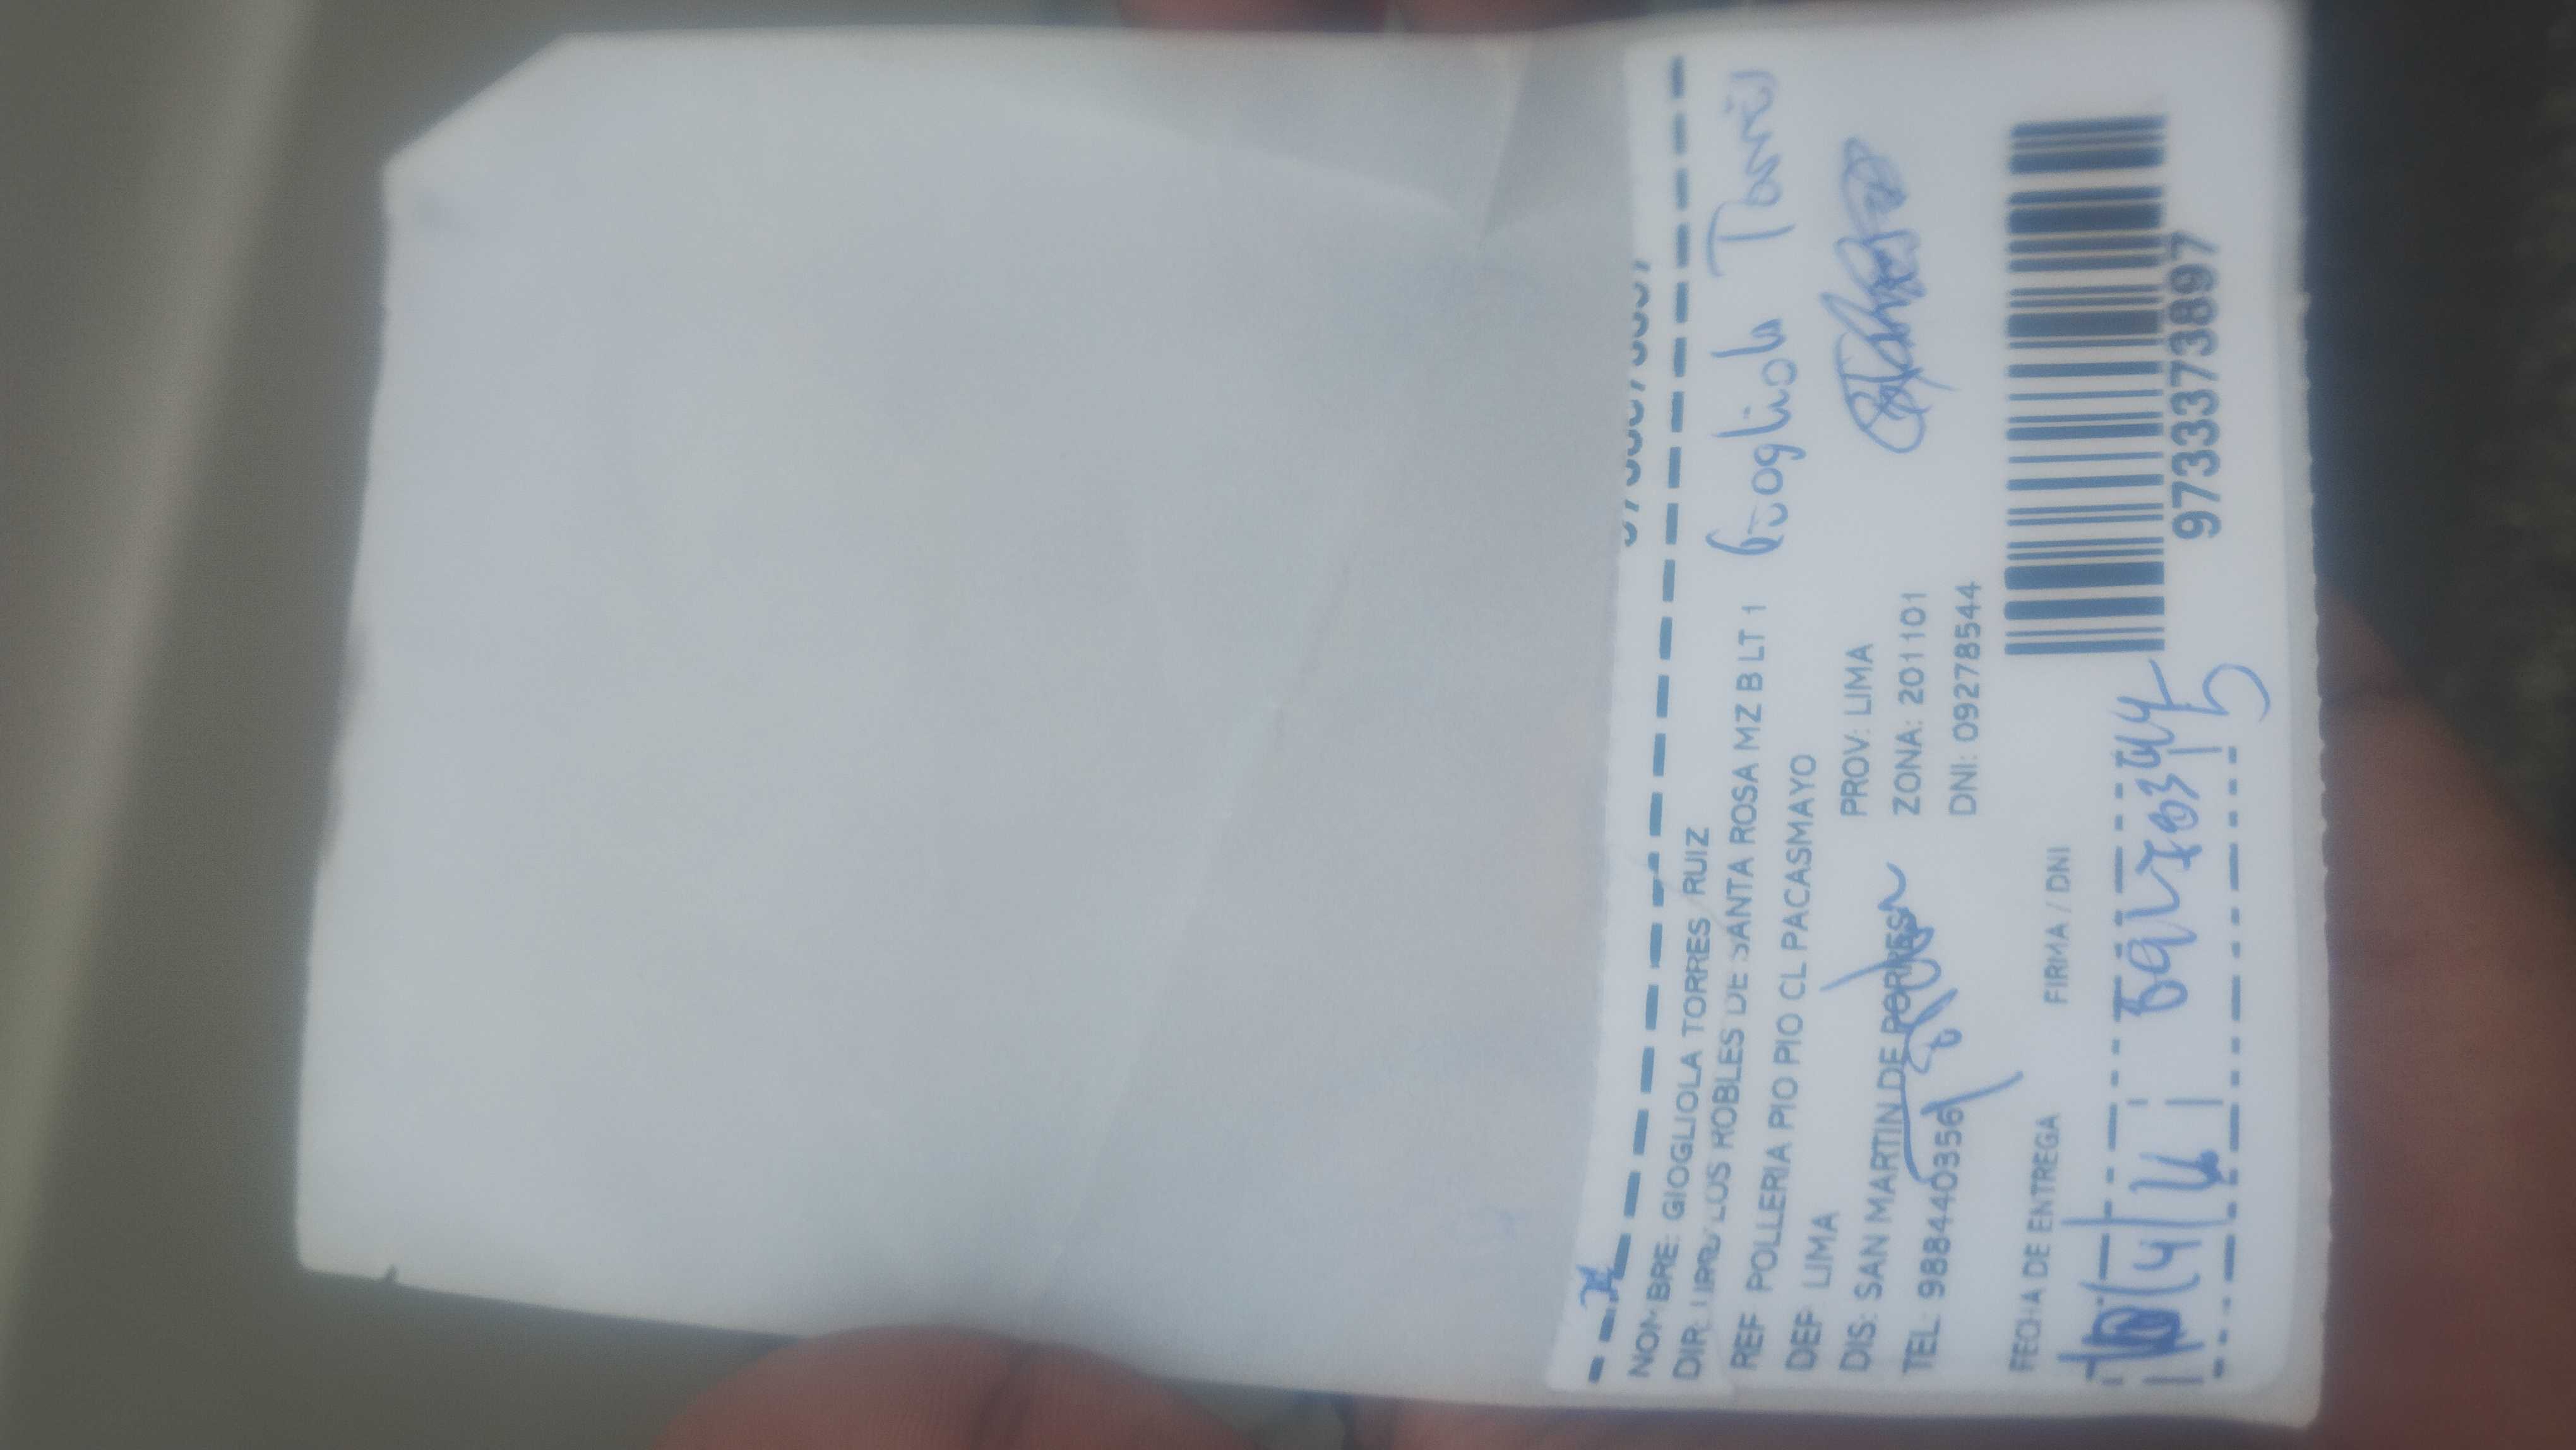 NOMBRE: GIOGLIOLA TORRES RUIZ
DIR: URB LOS ROBLES DE SANTA ROSA MZ B LT 1
REF POLLERIA PIO PIO PIO CL PACASMAYO
DEP LIMA PROV: LIMA
DIS: SAN MARTIN DE PORRES ZONA: 201101
TEL: 988440356 DNI: 09278544
Giogliola
FECHA DE ENTREGA FIRMA / DNI
9733373897